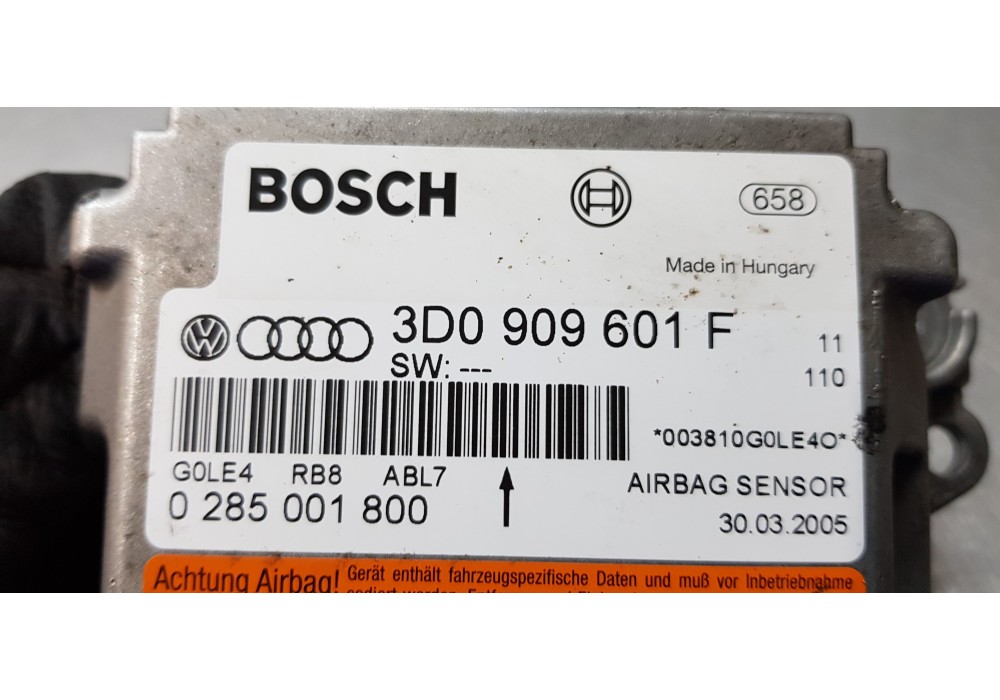 BOSCH
658
Made in Hungary
3D0 909 601 F
11
SW: ---
110
*003810G0LE4O*
G0LE4 RB8 ABL7
AIRBAG SENSOR
0 285 001 800
30.03.2005
Achtung Airbag! Gerät enthält fahrzeugspezifische Daten und muß vor Inbetriebnahme